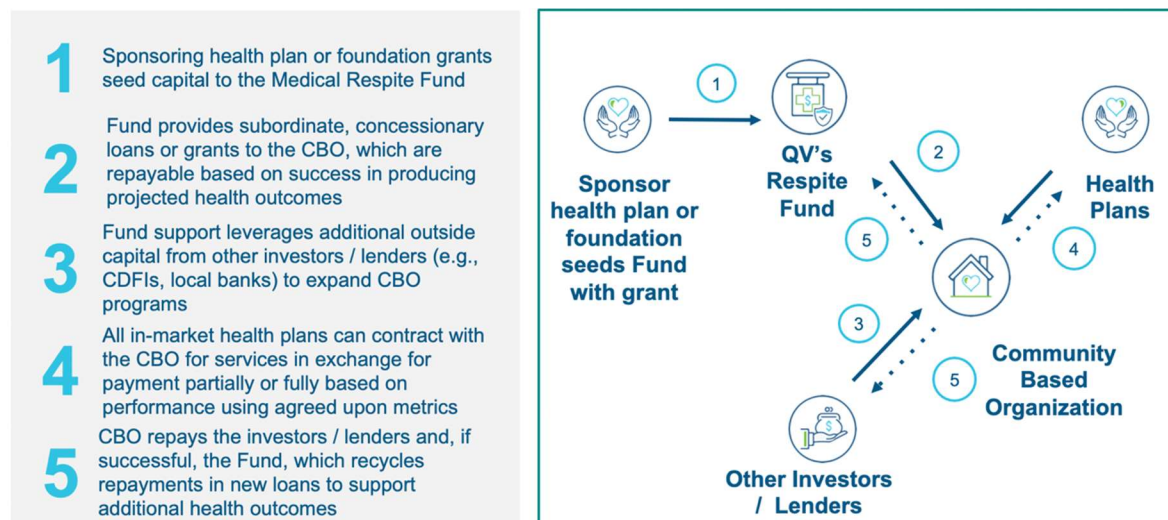 1
Sponsoring health plan or foundation grants
seed capital to the Medical Respite Fund
2
Fund provides subordinate, concessionary
loans or grants to the CBO, which are
repayable based on success in producing
projected health outcomes
3
Fund support leverages additional outside
capital from other investors / lenders (e.g.,
CDFIs, local banks) to expand CBO
programs
4
All in-market health plans can contract with
the CBO for services in exchange for
payment partially or fully based on
performance using agreed upon metrics
5
CBO repays the investors / lenders and, if
successful, the Fund, which recycles
repayments in new loans to support
additional health outcomes
1
$
QV's
Respite
Fund
Sponsor
health plan or
foundation
seeds Fund
with grant
2
5
Health
Plans
4
3
5
Community
Based
Organization
$
Other Investors
/ Lenders